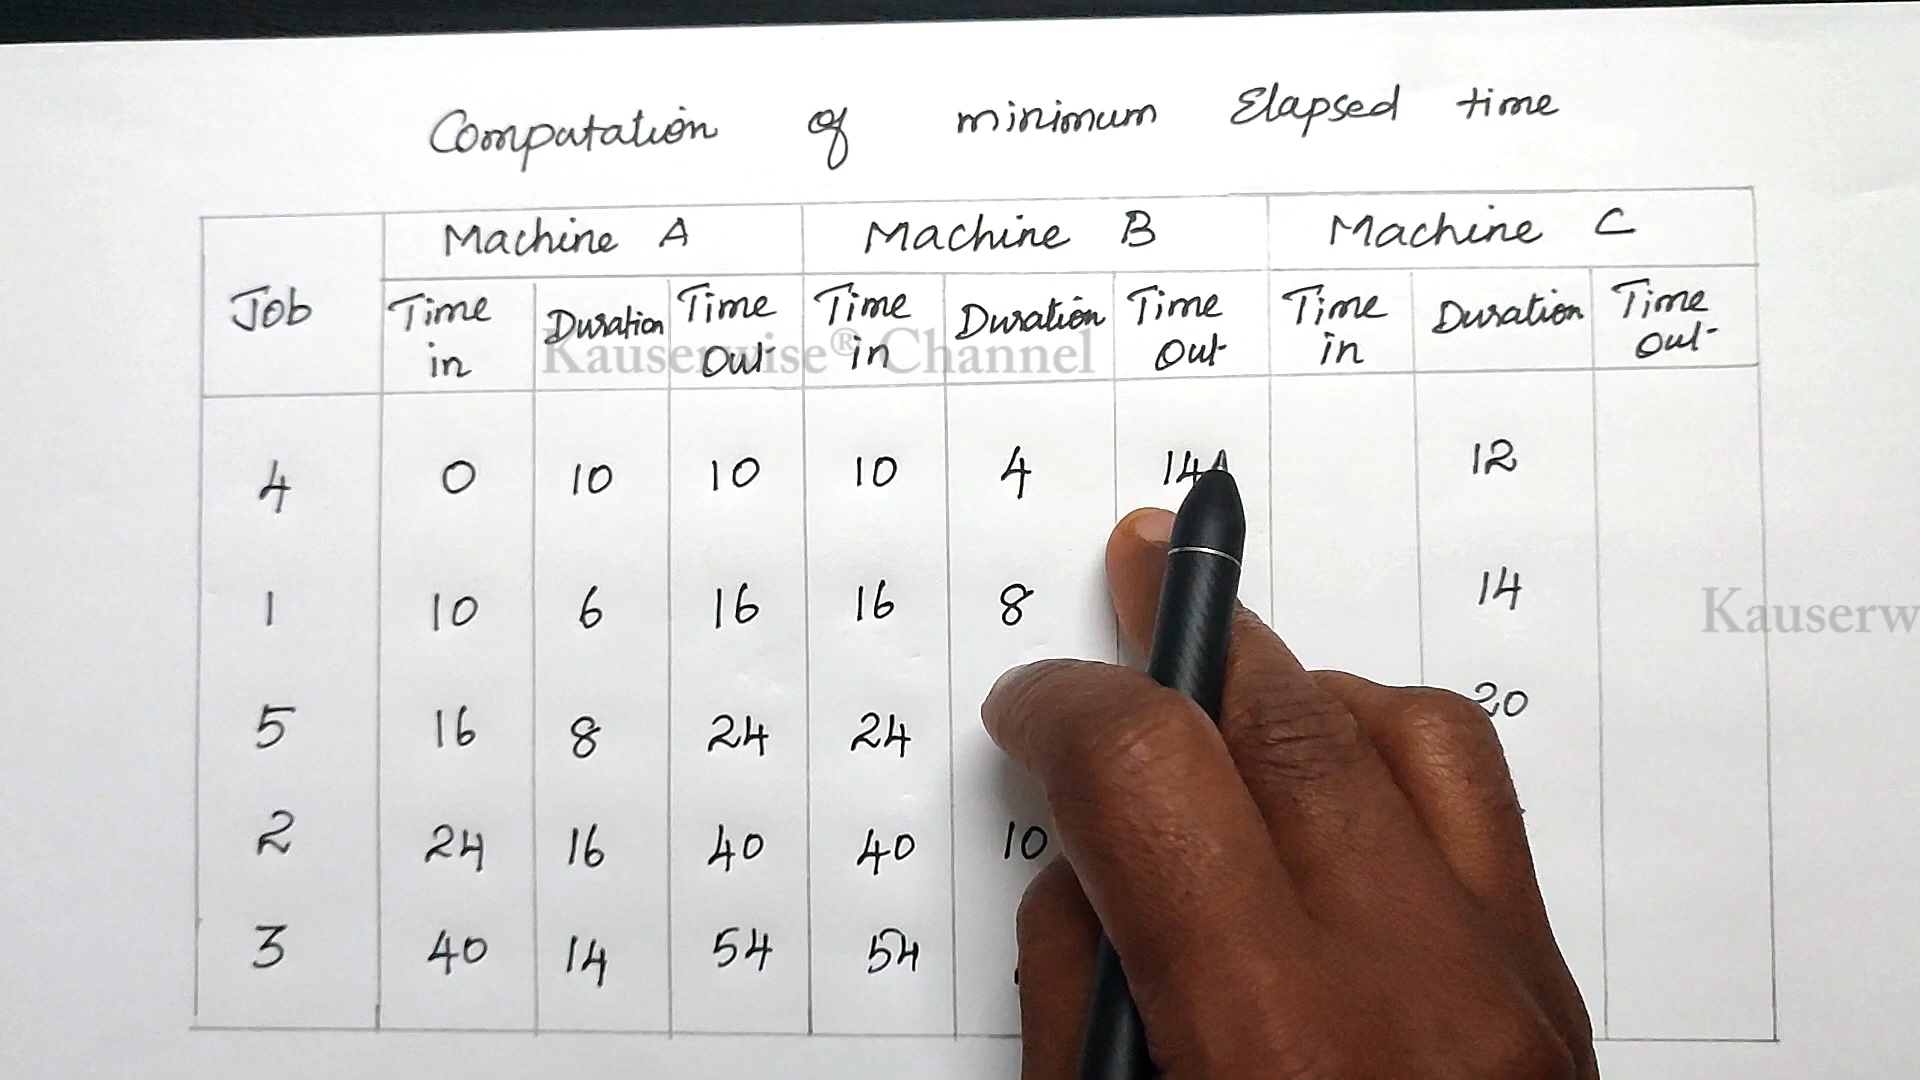 Computation of minimum Elapsed time
Machine A Machine B Machine C
Job Time in Duration Time out Time in Duration Time out Time in Duration Time out
Kauserwise® Channel
4 0 10 10 10 4 14 12
1 10 6 16 16 8 14
Kauserw
5 16 8 24 24 20
2 24 16 40 40 10
3 40 14 54 54